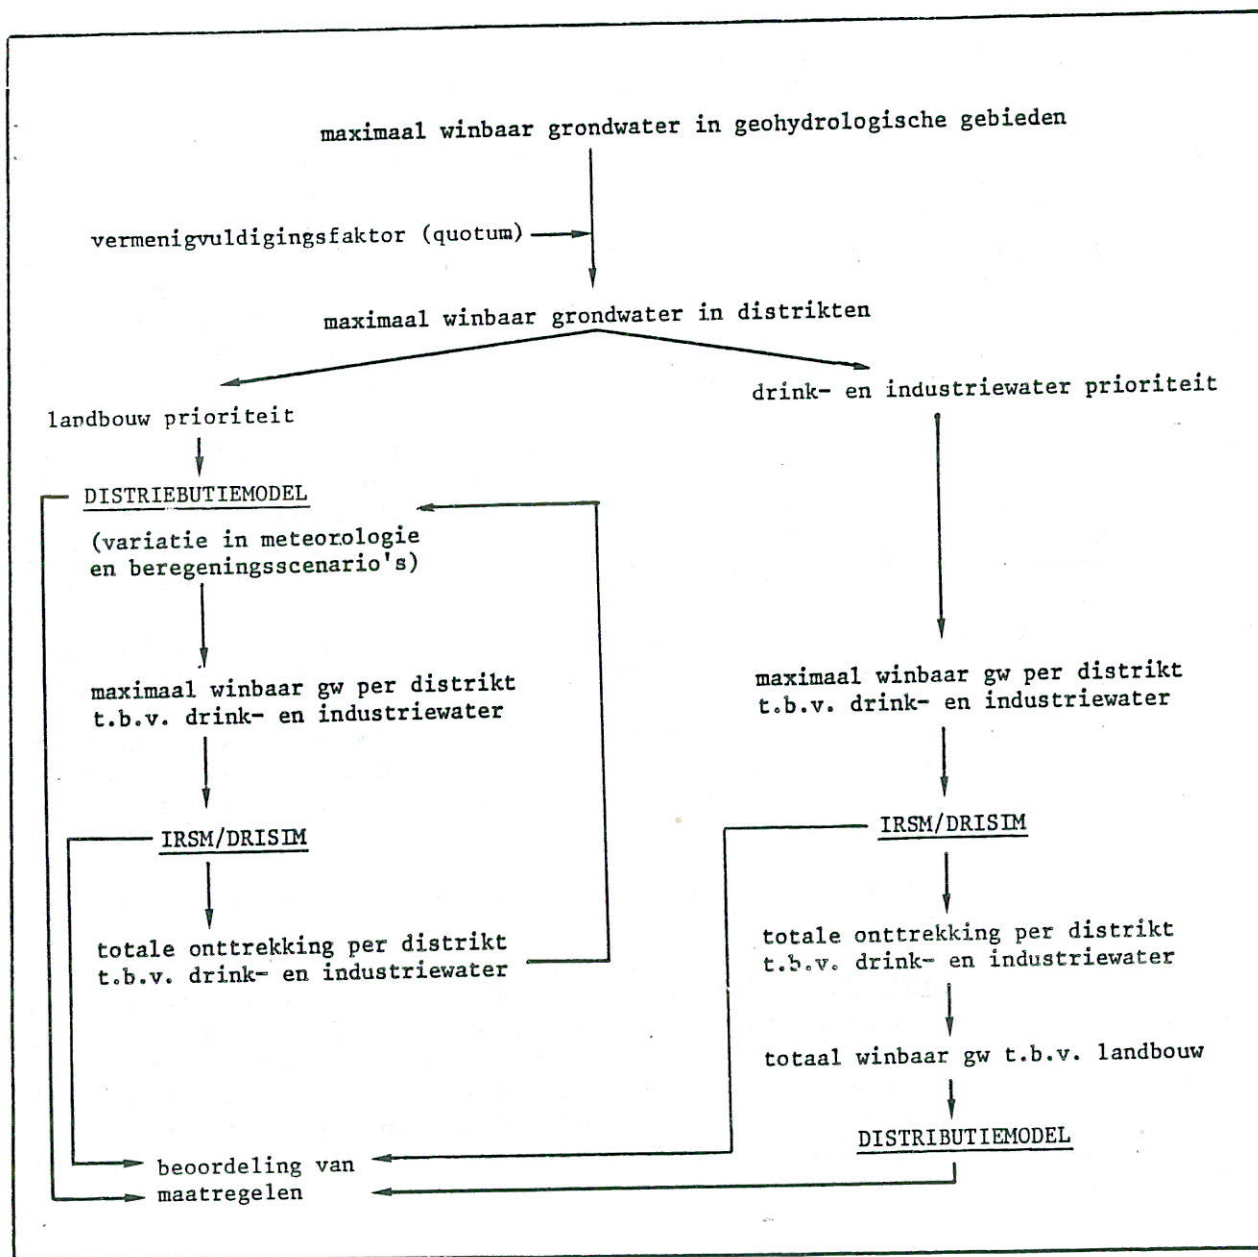 maximaal winbaar grondwater in geohydrologische gebieden
vermenigvuldigingsfaktor (quotum)
maximaal winbaar grondwater in distrikten
landbouw prioriteit
DISTRIEBUTIEMODEL
(variatie in meteorologie
en beregeningsscenario's)
maximaal winbaar gw per distrikt
t.b.v. drink- en industriewater
IRSM/DRISIM
totale onttrekking per distrikt
t.b.v. drink- en industriewater
drink- en industriewater prioriteit
maximaal winbaar gw per distrikt
t.b.v. drink- en industriewater
IRSM/DRISIM
totale onttrekking per distrikt
t.b.v. drink- en industriewater
totaal winbaar gw t.b.v. landbouw
DISTRIBUTIEMODEL
beoordeling van
maatregelen